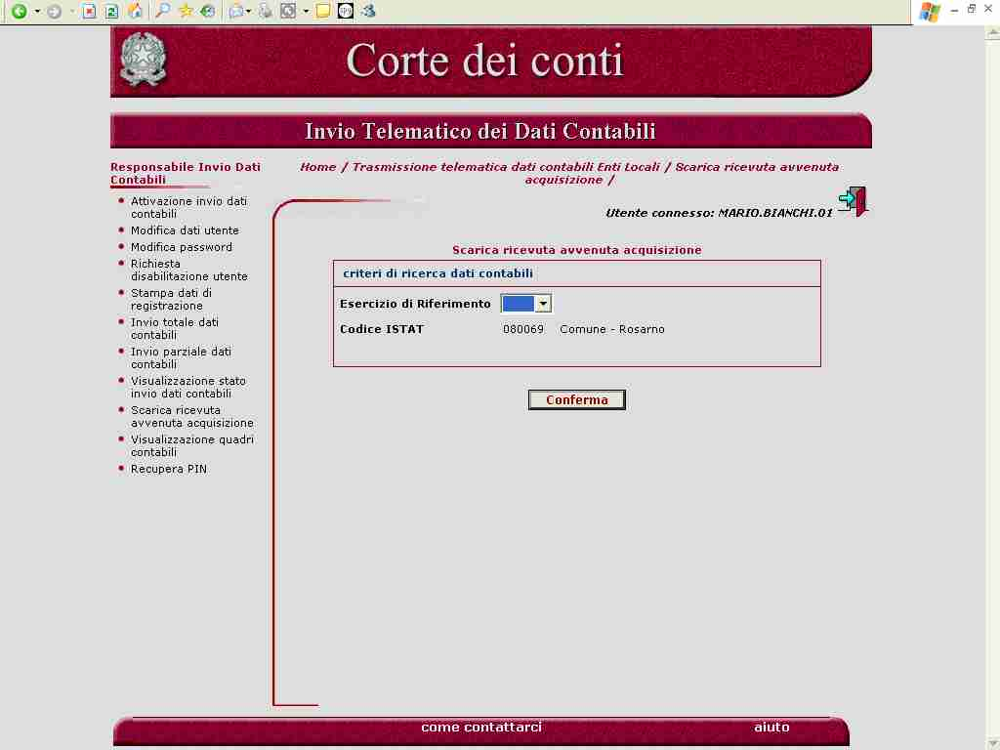 Corte dei conti
Invio Telematico dei Dati Contabili
Responsabile Invio Dati
Contabili
Attivazione invio dati
contabili
Modifica dati utente
Modifica password
Richiesta
disabilitazione utente
Stampa dati di
registrazione
Invio totale dati
contabili
Invio parziale dati
contabili
Visualizzazione stato
invio dati contabili
Scarica ricevuta
avvenuta acquisizione
Visualizzazione quadri
contabili
Recupera PIN
Home / Trasmissione telematica dati contabili Enti Locali / Scarica ricevuta avvenuta
acquisizione /
Utente connesso: MARIO.BIANCHI.01
Scarica ricevuta avvenuta acquisizione
criteri di ricerca dati contabili
Esercizio di Riferimento
Codice ISTAT 080069 Comune - Rosarno
Conferma
come contattarci aiuto